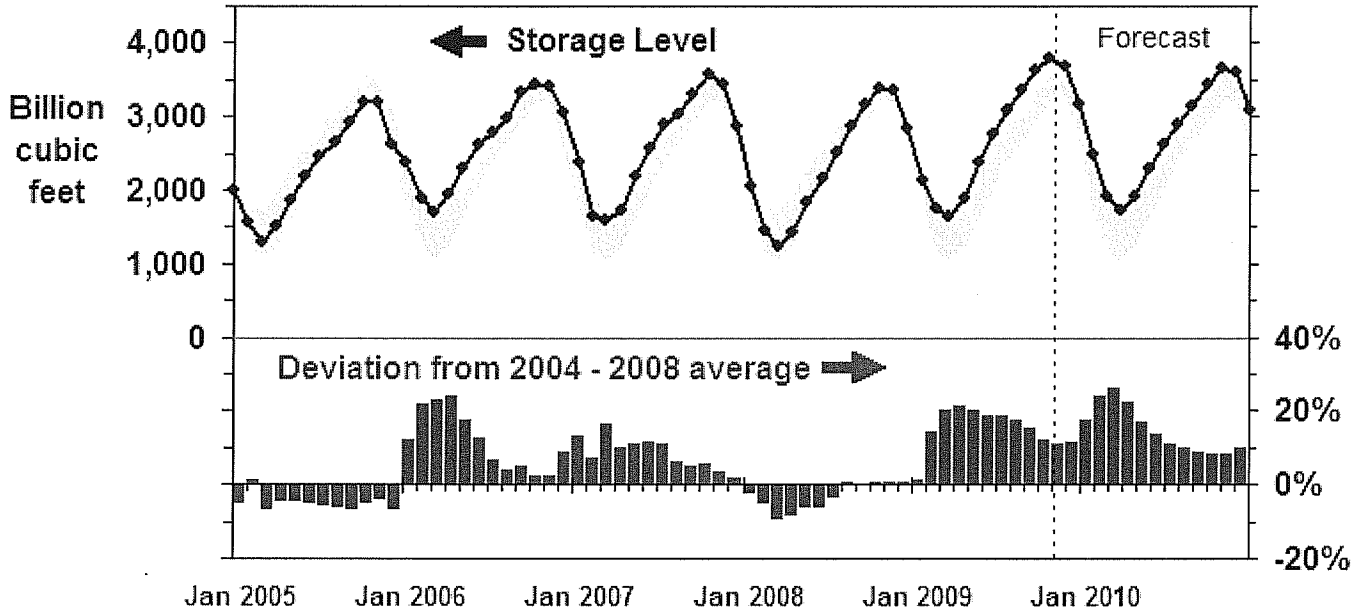 4,000
Storage Level
Forecast
Billion
cubic
feet
3,000
2,000
1,000
0
40%
Deviation from 2004 - 2008 average
20%
0%
-20%
Jan 2005
Jan 2006
Jan 2007
Jan 2008
Jan 2009
Jan 2010